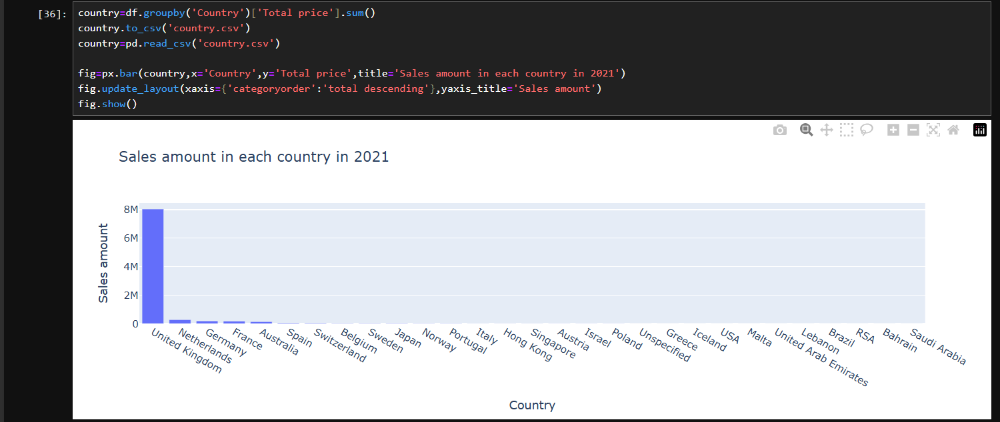 [36]:
country=df.groupby('Country')['Total price'].sum()
country.to_csv('country.csv')
country=pd.read_csv('country.csv')
fig=px.bar(country,x='Country',y='Total price',title='Sales amount in each country in 2021')
fig.update_layout(xaxis={'categoryorder':'total descending'},yaxis_title='Sales amount')
fig.show()
Sales amount in each country in 2021
Sales amount
8M
6M
4M
2M
0
United Kingdom
Netherlands
Germany
France
Australia
Spain
Switzerland
Belgium
Sweden
Japan
Norway
Portugal
Italy
Hong Kong
Singapore
Austria
Israel
Poland
Unspecified
Greece
Iceland
USA
Malta
United Arab Emirates
Lebanon
Brazil
RSA
Bahrain
Saudi Arabia
Country